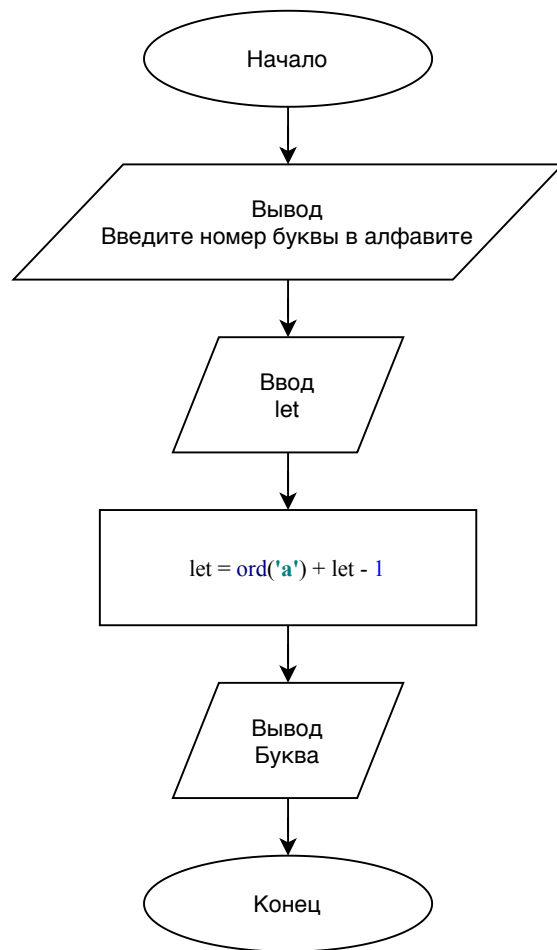 Начало
Вывод
Введите номер буквы в алфавите
Ввод
let
let = ord('a') + let - 1
Вывод
Буква
Конец